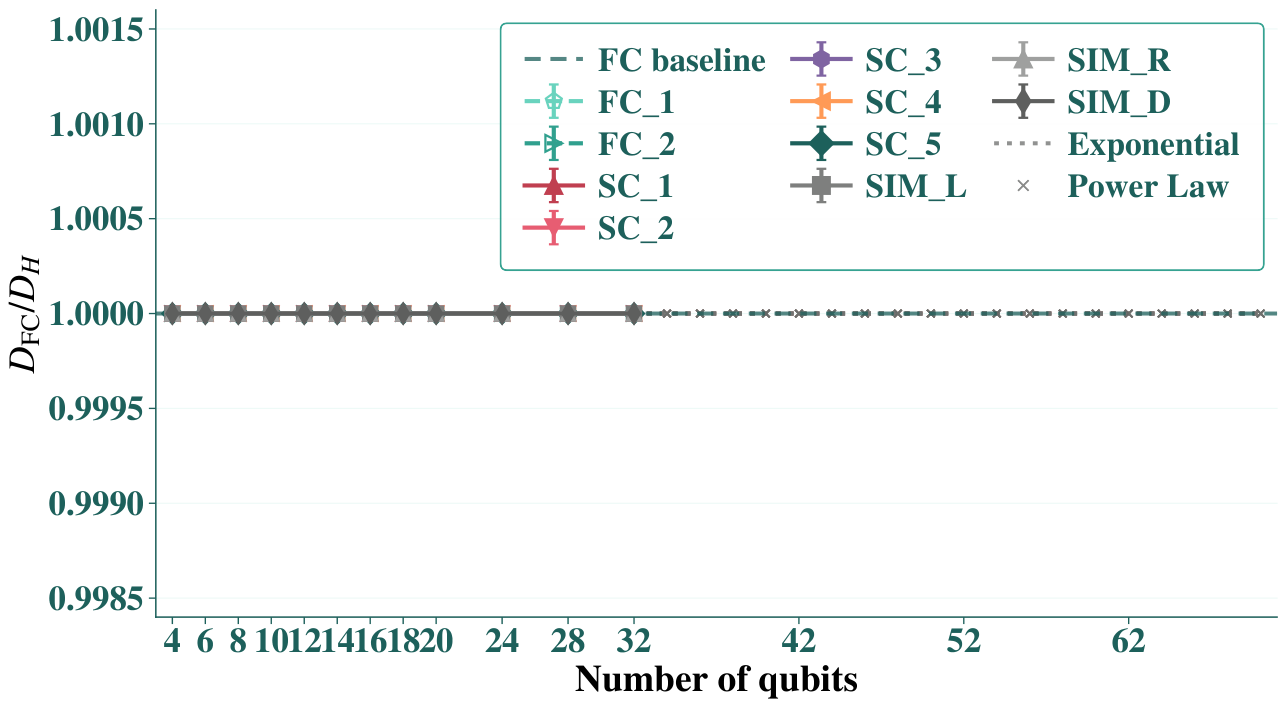 1.0015
1.0010
1.0005
1.0000
0.9995
0.9990
0.9985
D_FC/D_H
FC baseline
FC_1
FC_2
SC_1
SC_2
SC_3
SC_4
SC_5
SIM_L
SIM_R
SIM_D
Exponential
Power Law
4 6 8 10 12 14 16 18 20 24 28 32 42 52 62
Number of qubits